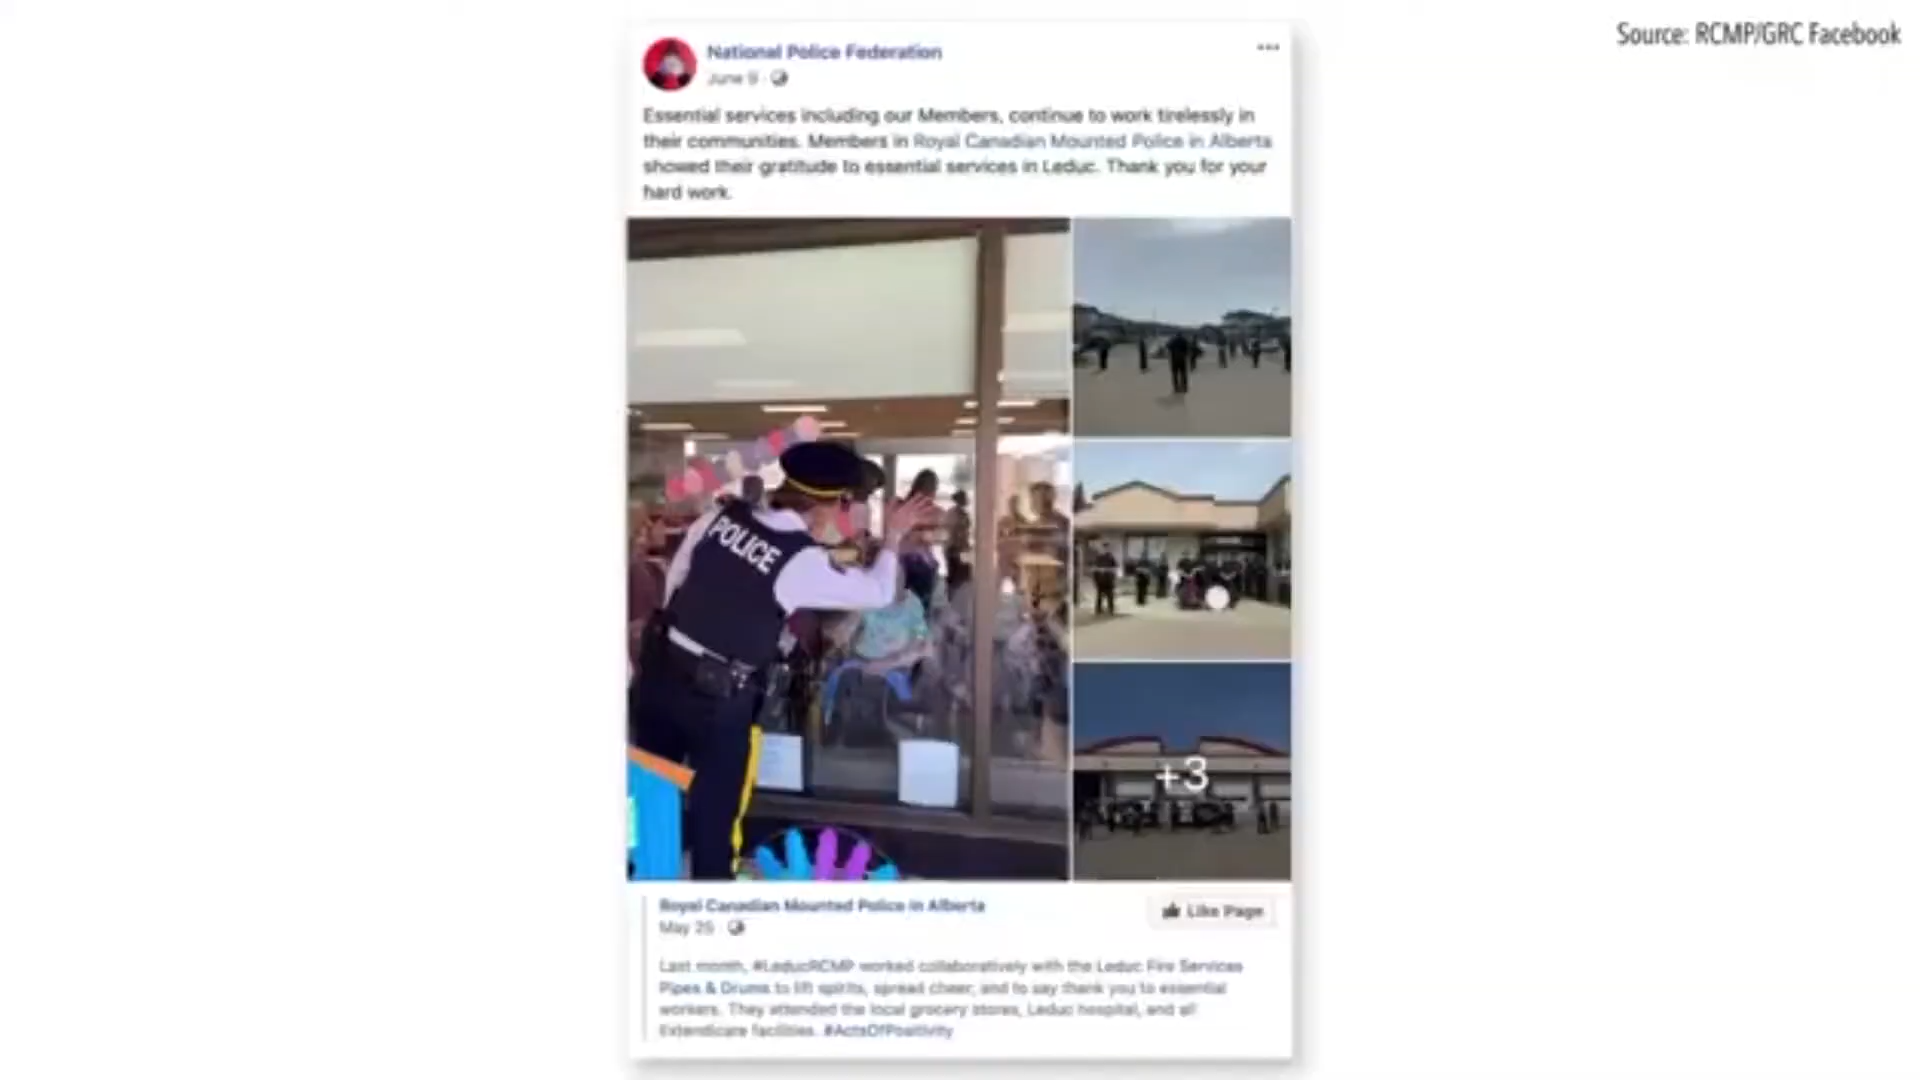 Source: RCMP/GRC Facebook
National Police Federation
June 9
Essential services including our Members, continue to work tirelessly in
their communities. Members in Royal Canadian Mounted Police in Alberta
showed their gratitude to essential services in Leduc. Thank you for your
hard work.
POLICE
+3
Royal Canadian Mounted Police in Alberta
Like Page
May 25
Last month, #LeducRCMP worked collaboratively with the Leduc Fire Services
Pipes & Drums to lift spirits, spread cheer, and to say thank you to essential
workers. They attended the local grocery stores, Leduc hospital, and all
Extendicare facilities. #ActsOfPositivity